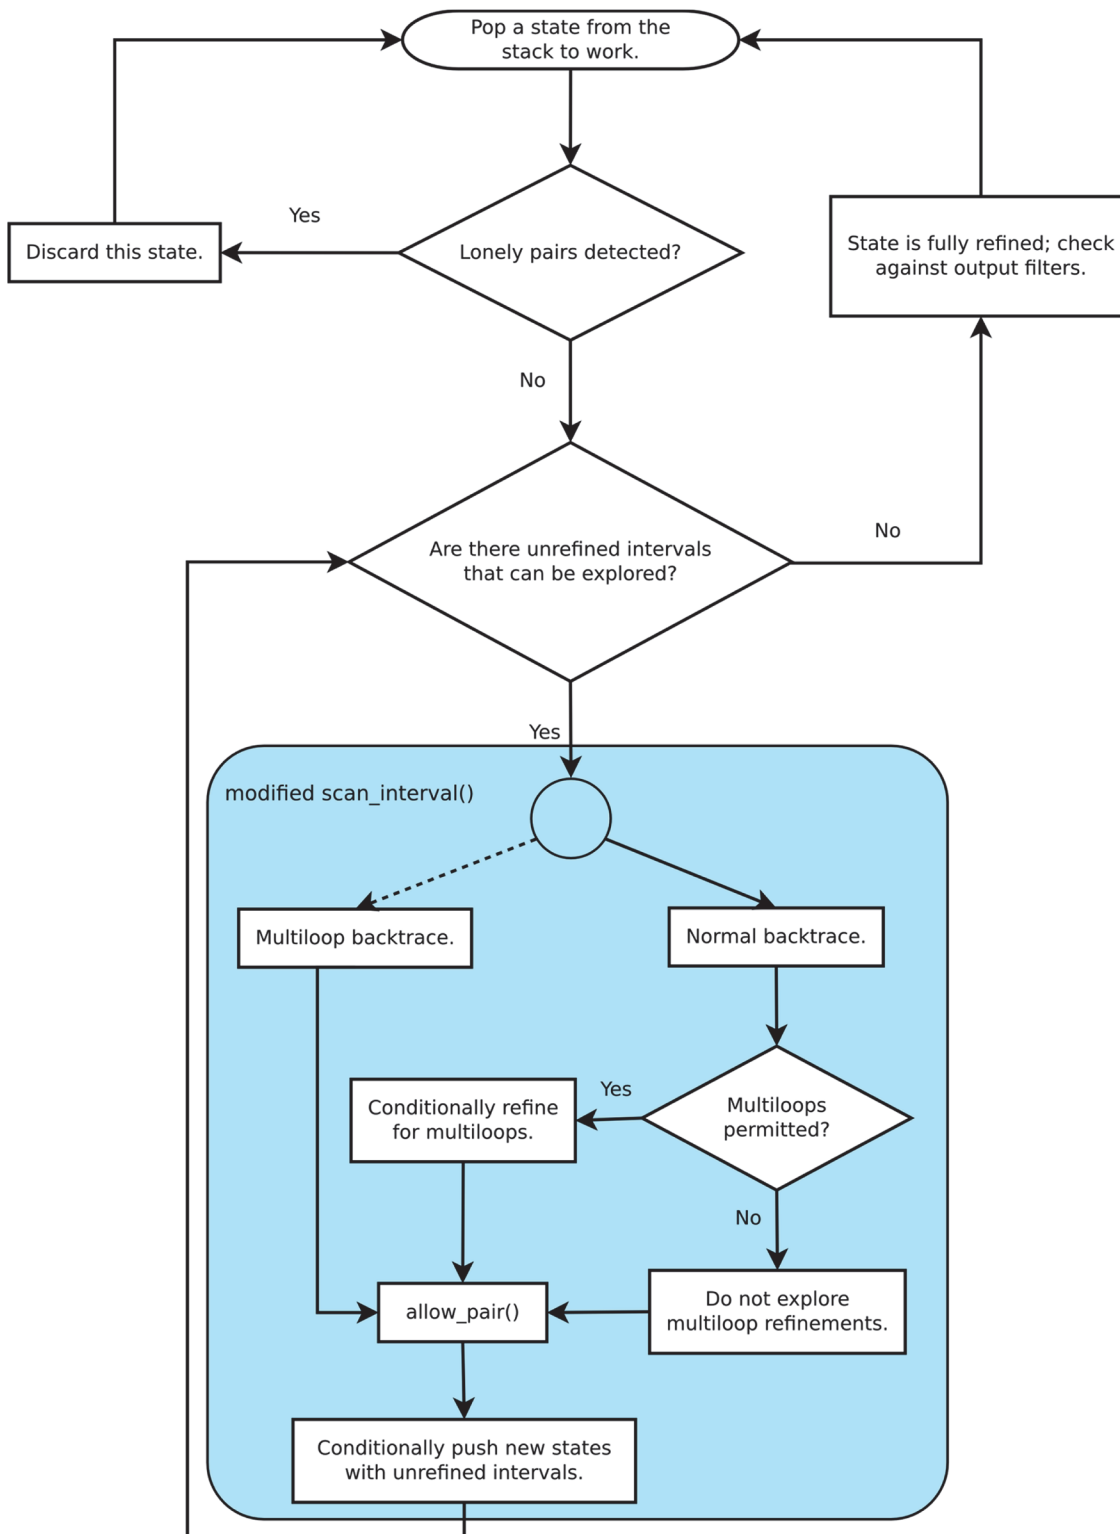 Pop a state from the
stack to work.
Yes
Discard this state.
Lonely pairs detected?
State is fully refined; check
against output filters.
No
Are there unrefined intervals
that can be explored?
No
Yes
modified scan_interval()
Multiloop backtrace.
Normal backtrace.
Conditionally refine
for multiloops.
Yes
Multiloops
permitted?
No
allow_pair()
Do not explore
multiloop refinements.
Conditionally push new states
with unrefined intervals.